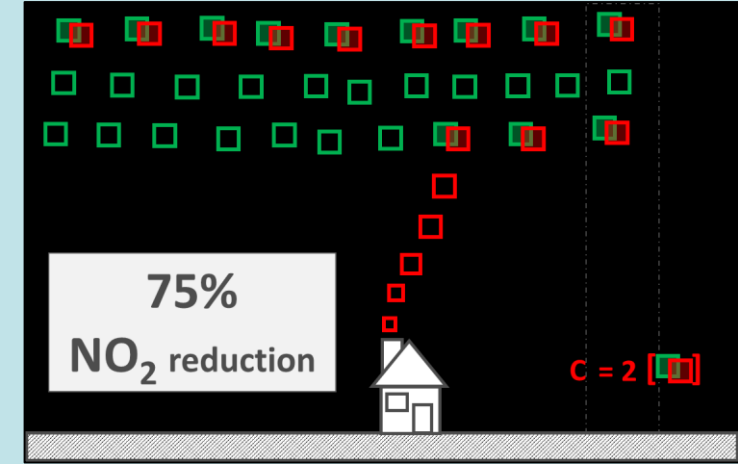 75%
NO₂ reduction
C = 2 [ ]